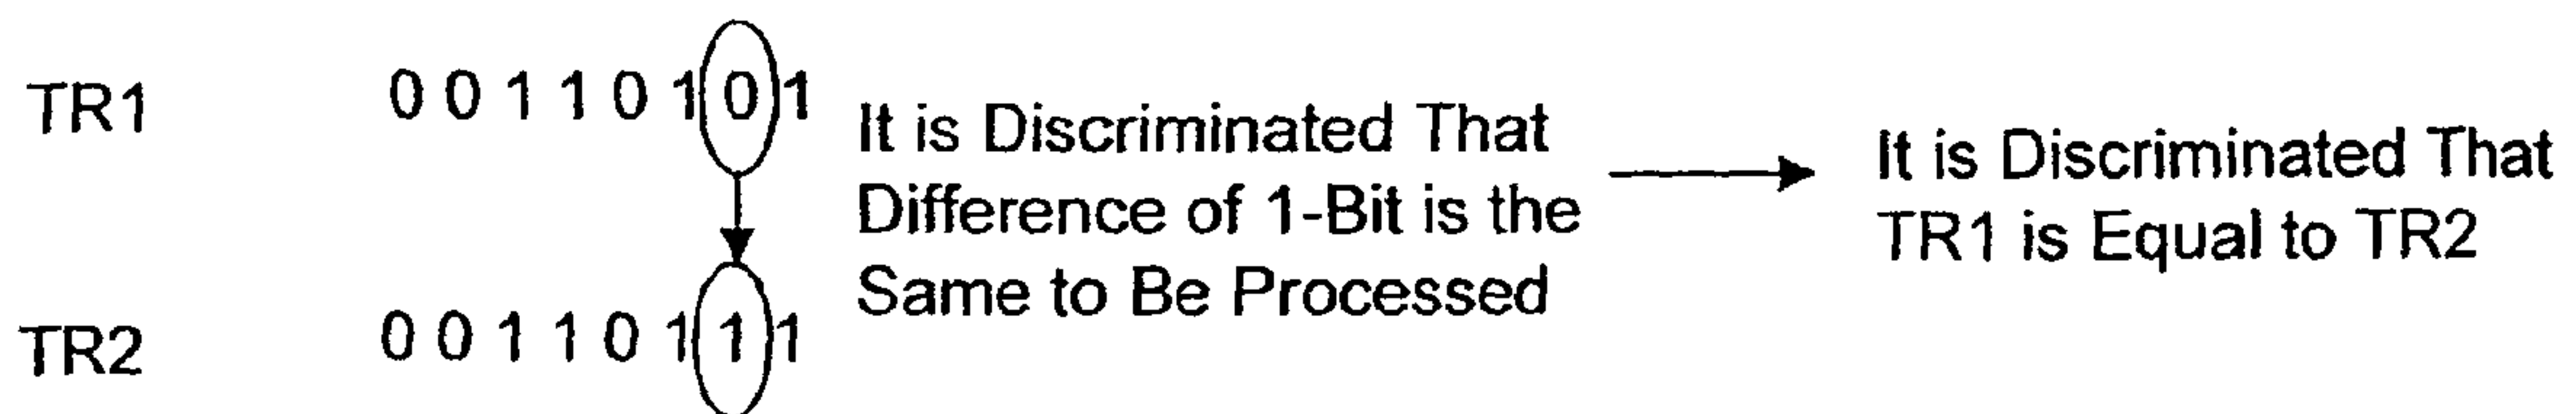 TR1 0 0 1 1 0 1 0 1
It is Discriminated That
Difference of 1-Bit is the
Same to Be Processed
It is Discriminated That
TR1 is Equal to TR2
TR2 0 0 1 1 0 1 1 1